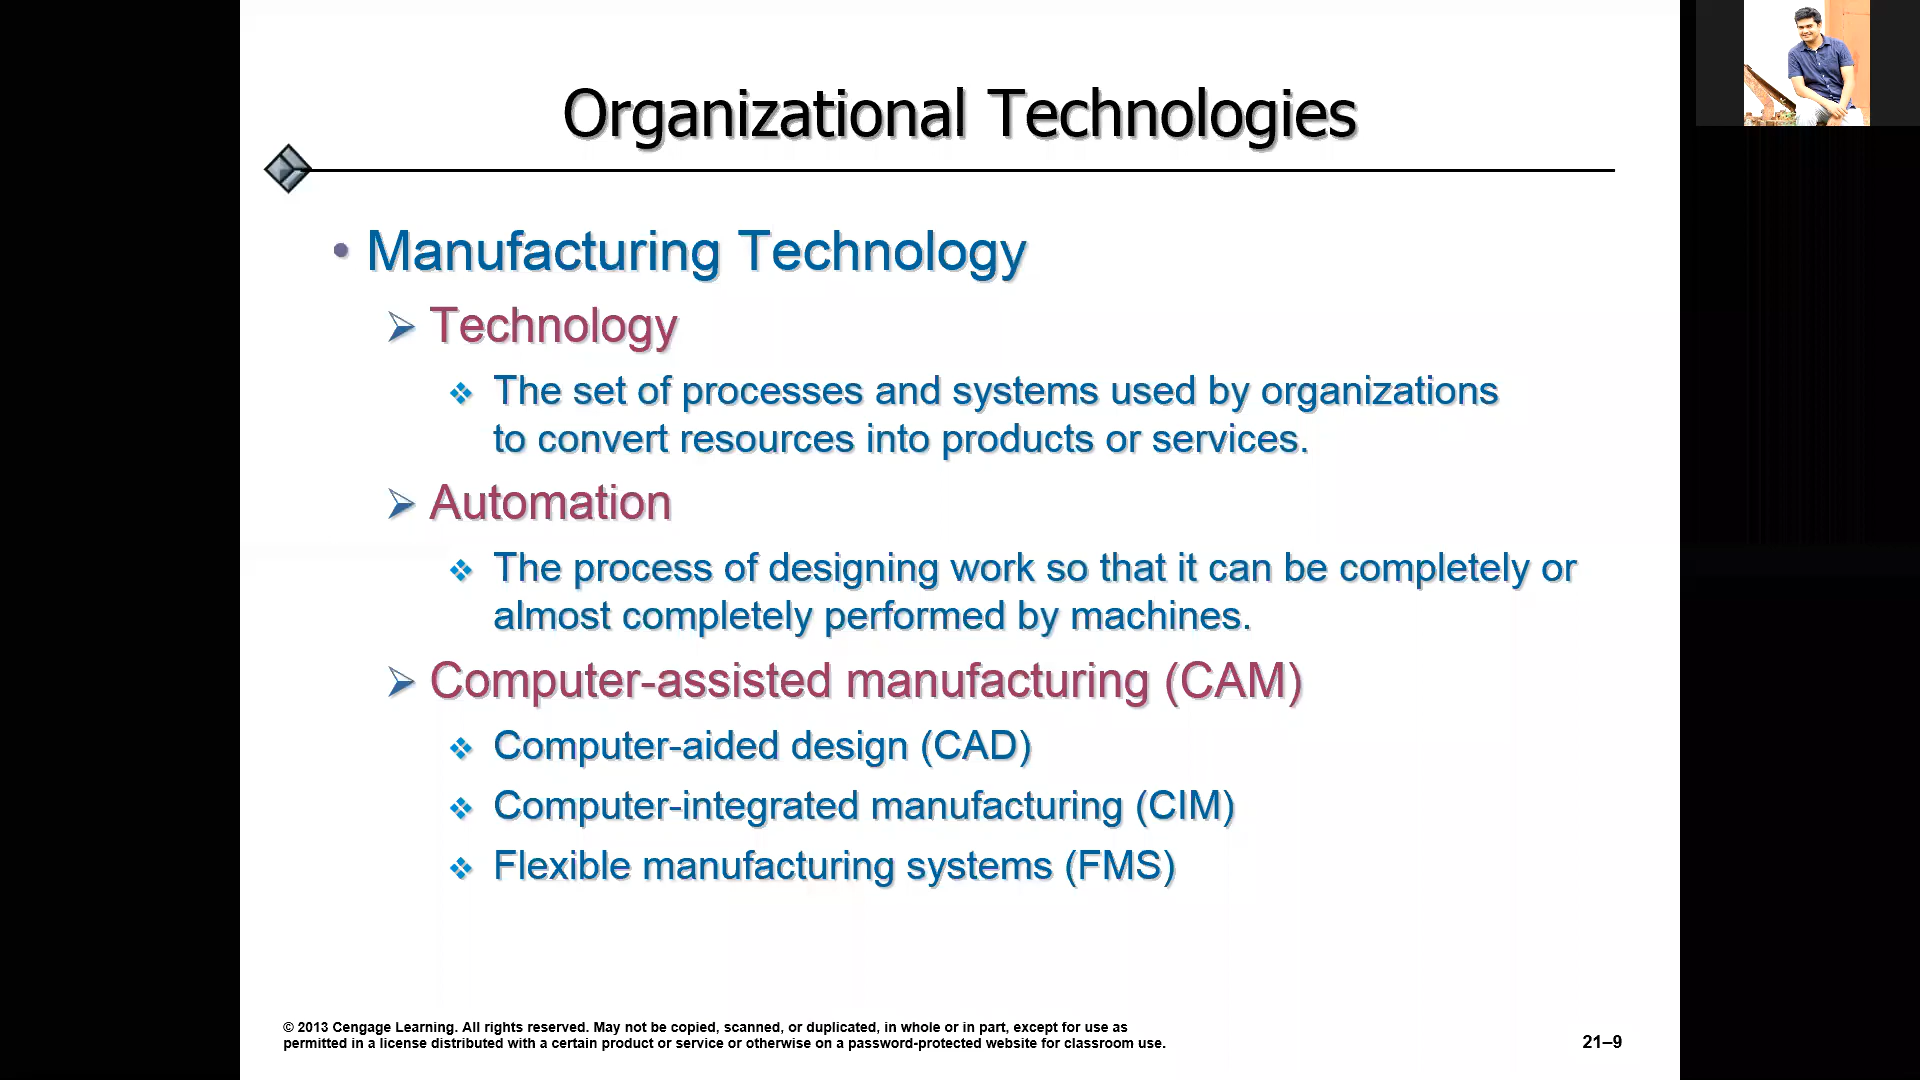 Organizational Technologies
• Manufacturing Technology
Technology
The set of processes and systems used by organizations
to convert resources into products or services.
Automation
The process of designing work so that it can be completely or
almost completely performed by machines.
Computer-assisted manufacturing (CAM)
Computer-aided design (CAD)
Computer-integrated manufacturing (CIM)
Flexible manufacturing systems (FMS)
© 2013 Cengage Learning. All rights reserved. May not be copied, scanned, or duplicated, in whole or in part, except for use as
permitted in a license distributed with a certain product or service or otherwise on a password-protected website for classroom use.
21–9